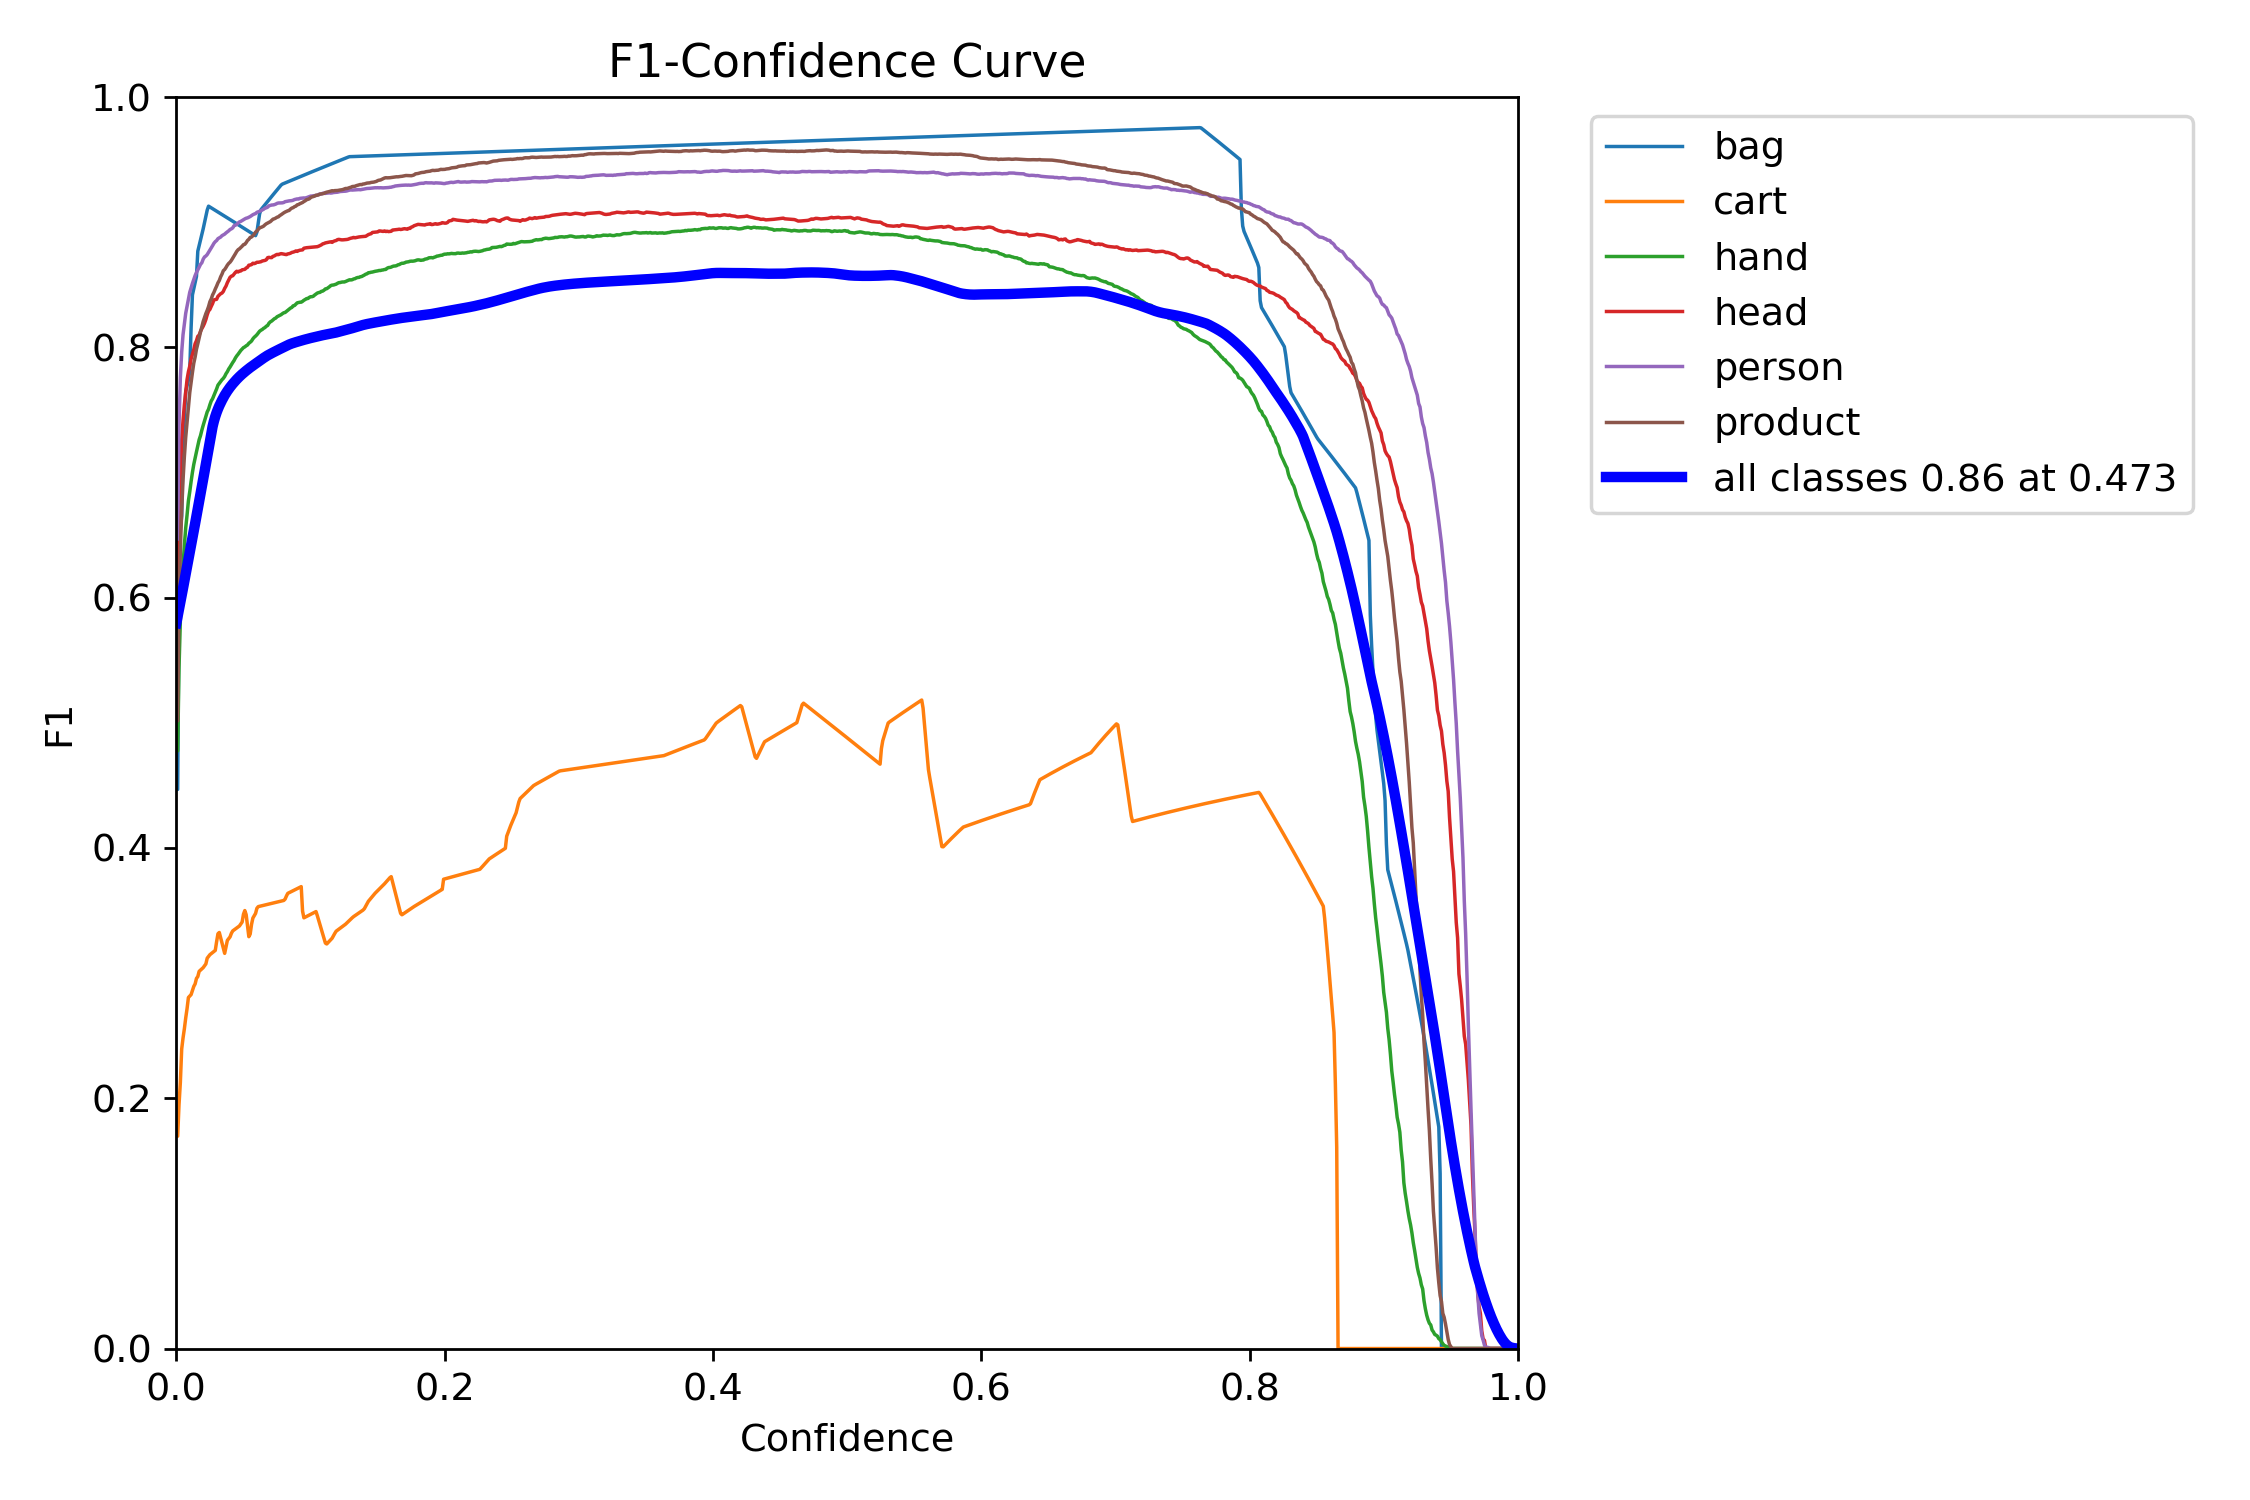 F1-Confidence Curve
1.0
0.8
0.6
0.4
0.2
0.0
F1
0.0 0.2 0.4 0.6 0.8 1.0
Confidence
bag
cart
hand
head
person
product
all classes 0.86 at 0.473